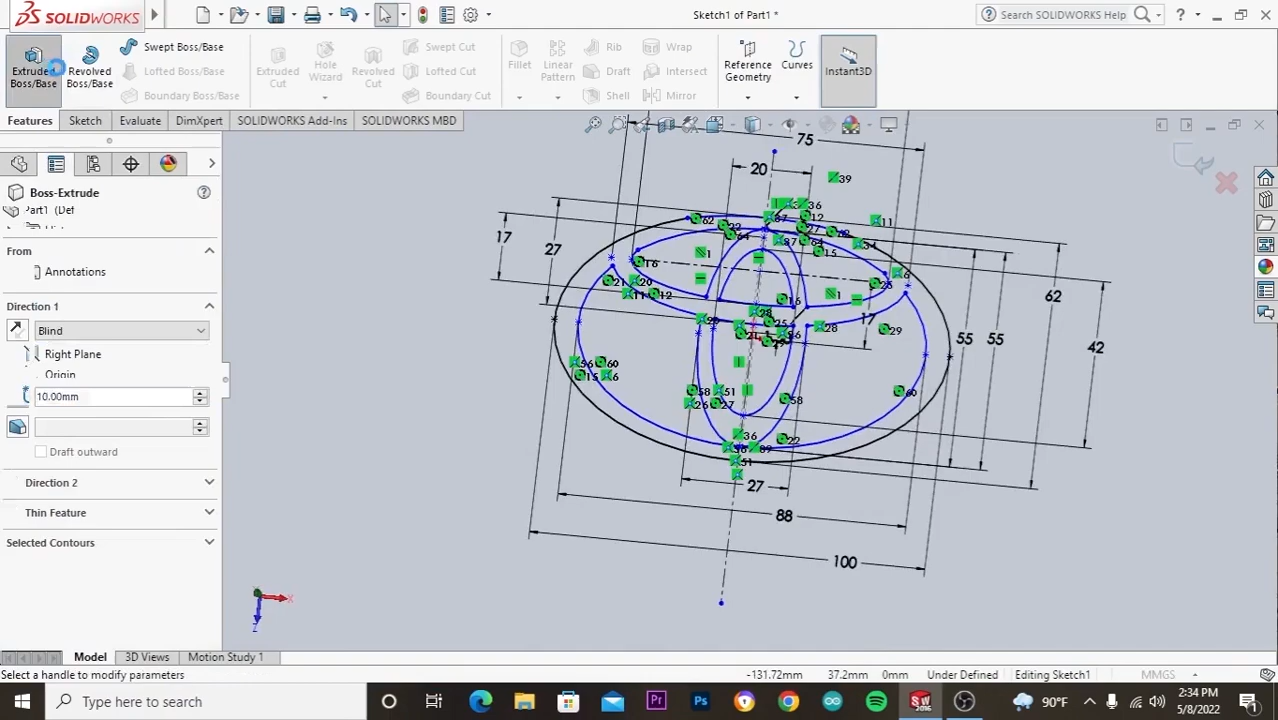 SOLIDWORKS
Sketch1 of Part1 *
Search SOLIDWORKS Help
Extruded Boss/Base
Revolved Boss/Base
Swept Boss/Base
Lofted Boss/Base
Boundary Boss/Base
Extruded Cut
Hole Wizard
Revolved Cut
Swept Cut
Lofted Cut
Boundary Cut
Fillet
Linear Pattern
Rib
Draft
Shell
Wrap
Intersect
Mirror
Reference Geometry
Curves
Instant3D
Features
Sketch
Evaluate
DimXpert
SOLIDWORKS Add-Ins
SOLIDWORKS MBD
Boss-Extrude
Part1 (Def
From
Annotations
Direction 1
Blind
Right Plane
Origin
10.00mm
Draft outward
Direction 2
Thin Feature
Selected Contours
75
20
39
17
27
62
55
55
42
17
27
88
100
X
Z
Model
3D Views
Motion Study 1
Select a handle to modify parameters
-131.72mm
37.2mm
0mm
Under Defined
Editing Sketch1
MMGS
Type here to search
90°F
2:34 PM
5/8/2022